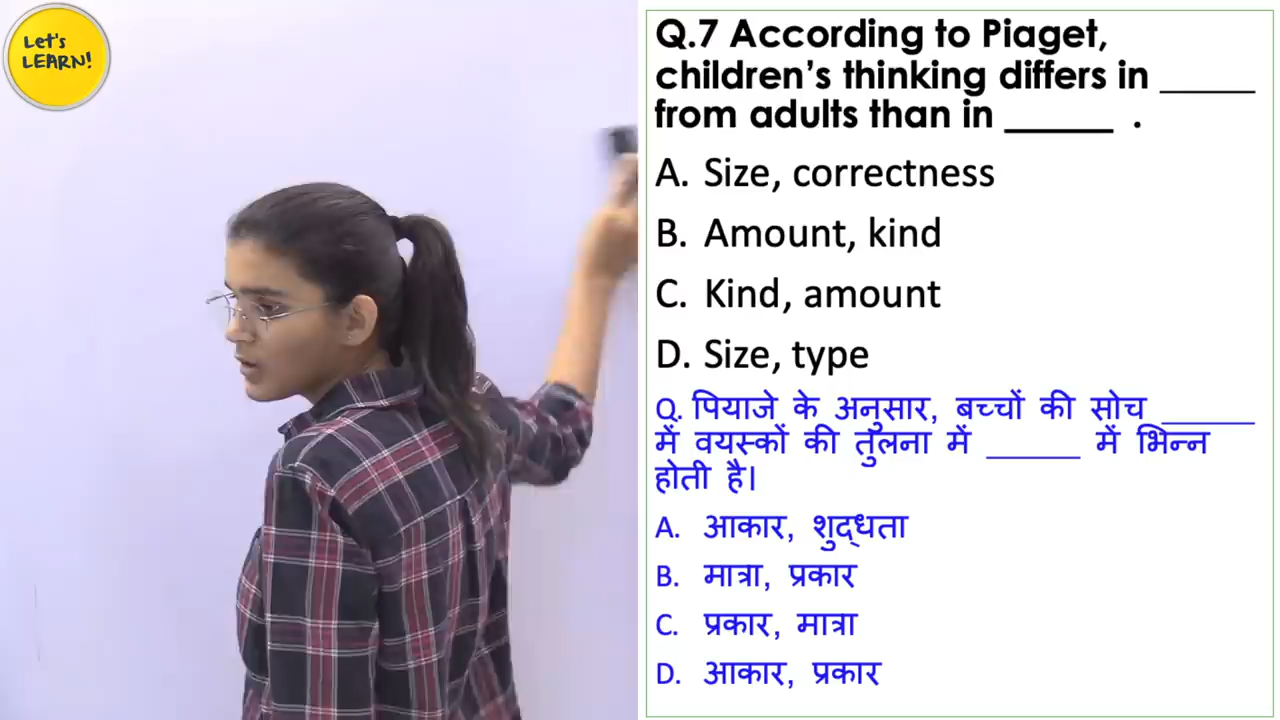 Let's
LEARN!
Q.7 According to Piaget,
children's thinking differs in _____
from adults than in _____ .
A. Size, correctness
B. Amount, kind
C. Kind, amount
D. Size, type
Q. पियाजे के अनुसार, बच्चों की सोच _____
में वयस्कों की तुलना में _____ में भिन्न
होती है।
A. आकार, शुद्धता
B. मात्रा, प्रकार
C. प्रकार, मात्रा
D. आकार, प्रकार